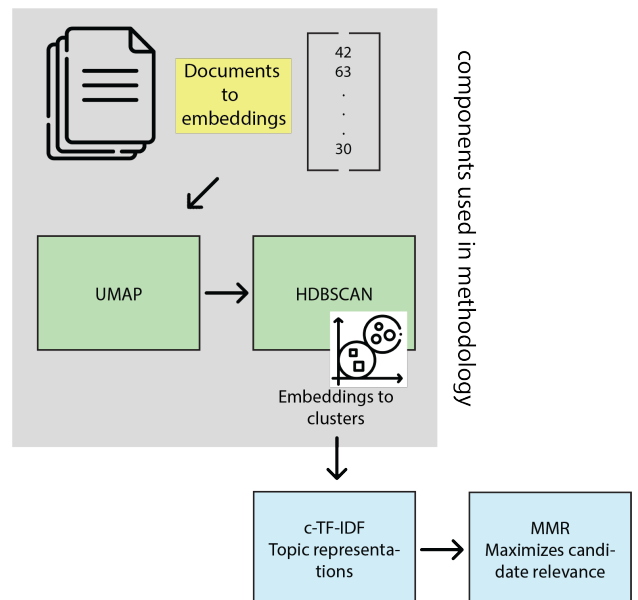 Documents
to
embeddings
42
63
.
.
.
30
components used in methodology
UMAP
HDBSCAN
Embeddings to
clusters
c-TF-IDF
Topic representa-
tions
MMR
Maximizes candi-
date relevance